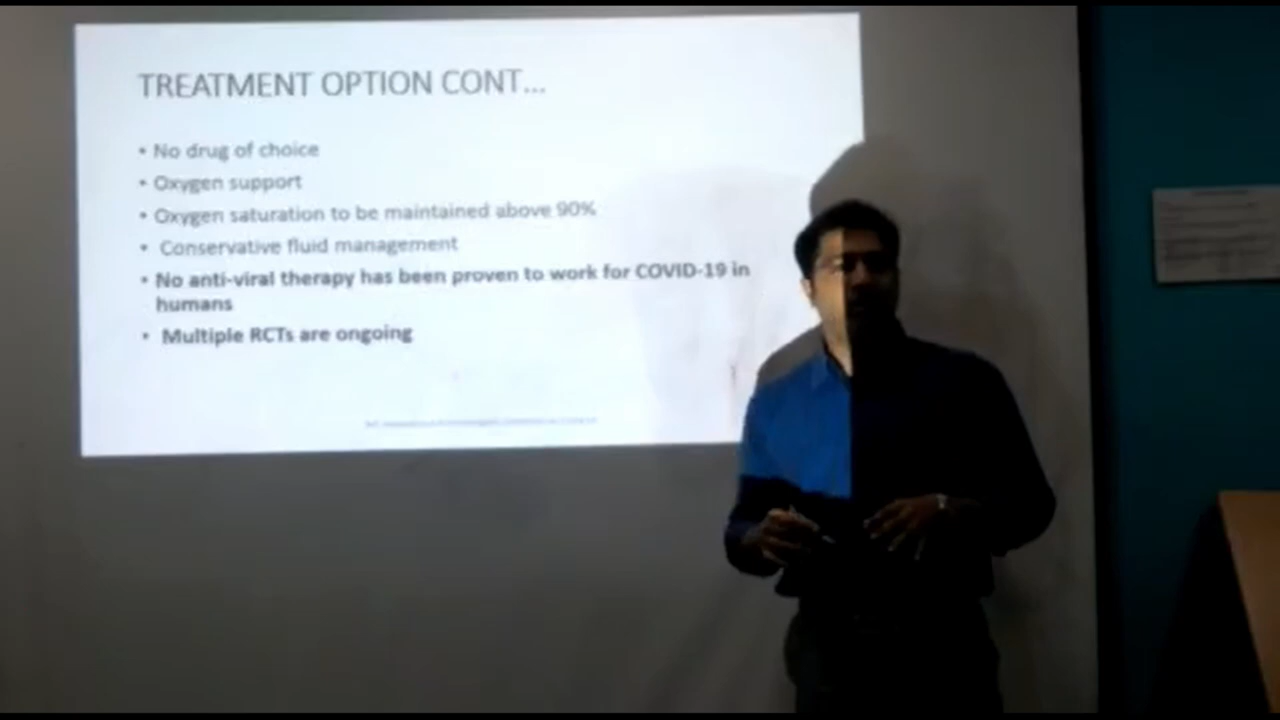 TREATMENT OPTION CONT...
• No drug of choice
• Oxygen support
• Oxygen saturation to be maintained above 90%
• Conservative fluid management
• No anti-viral therapy has been proven to work for COVID-19 in
humans
• Multiple RCTs are ongoing